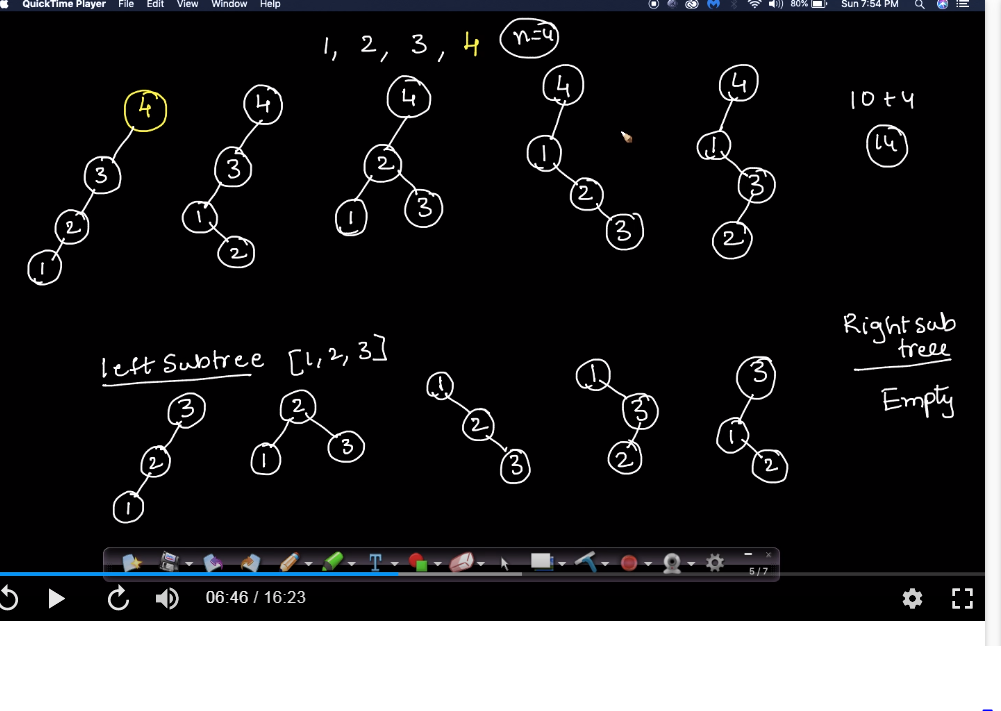 QuickTime Player File Edit View Window Help 80% Sun 7:54 PM
1, 2, 3, 4 n=4
4 4 4 4 4
10+4
14
3 3 2 1 1
2 1 1 3 2 3
1 2 3 2
Left Subtree [1, 2, 3]
Right sub
treee
Empty
3 2 1 1 3
2 1 3 2 3 1
1 3 2 2
T
5/7
06:46 / 16:23